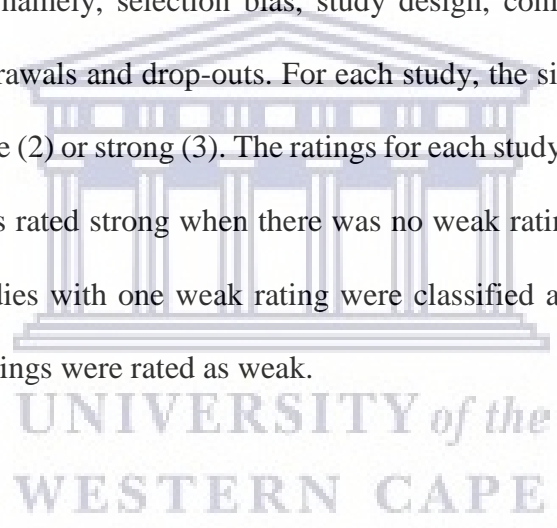 namely, selection bias, study design, con
rawals and drop-outs. For each study, the si
e (2) or strong (3). The ratings for each study
s rated strong when there was no weak ratin
dies with one weak rating were classified a
ings were rated as weak.
UNIVERSITY of the
WESTERN CAPE